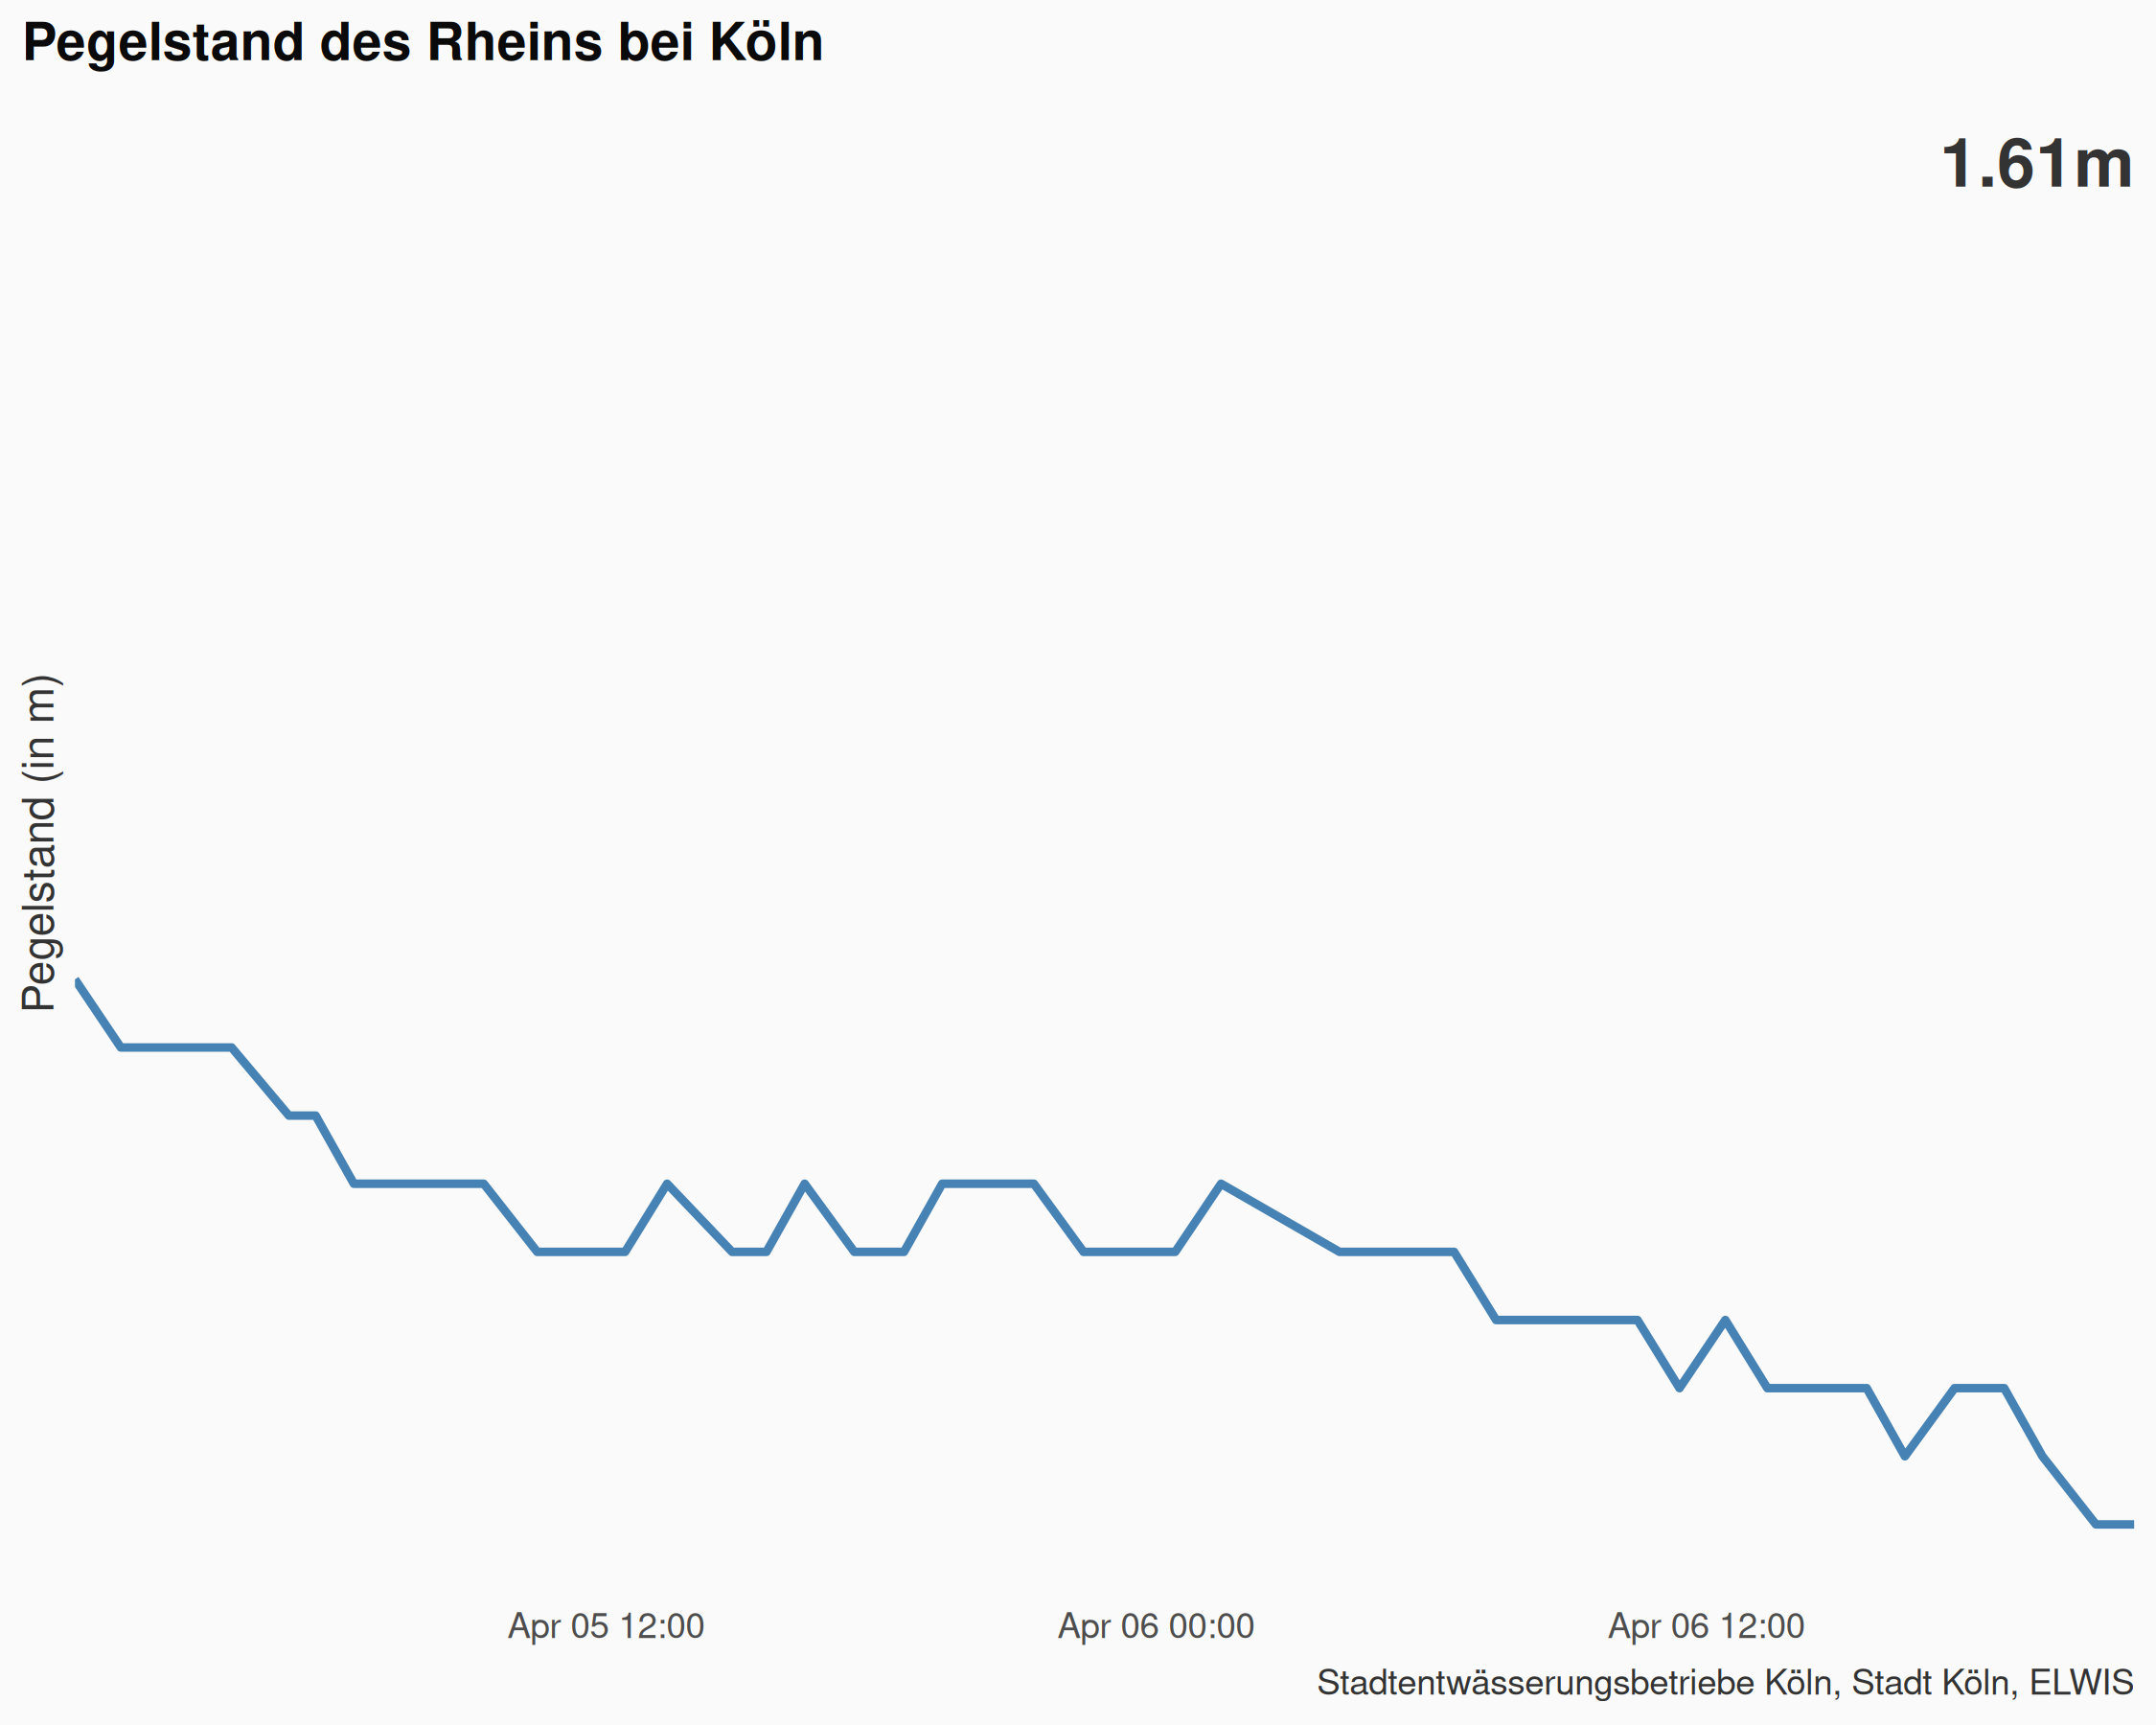 Pegelstand des Rheins bei Köln
1.61m
Pegelstand (in m)
Apr 05 12:00
Apr 06 00:00
Apr 06 12:00
Stadtentwässerungsbetriebe Köln, Stadt Köln, ELWIS